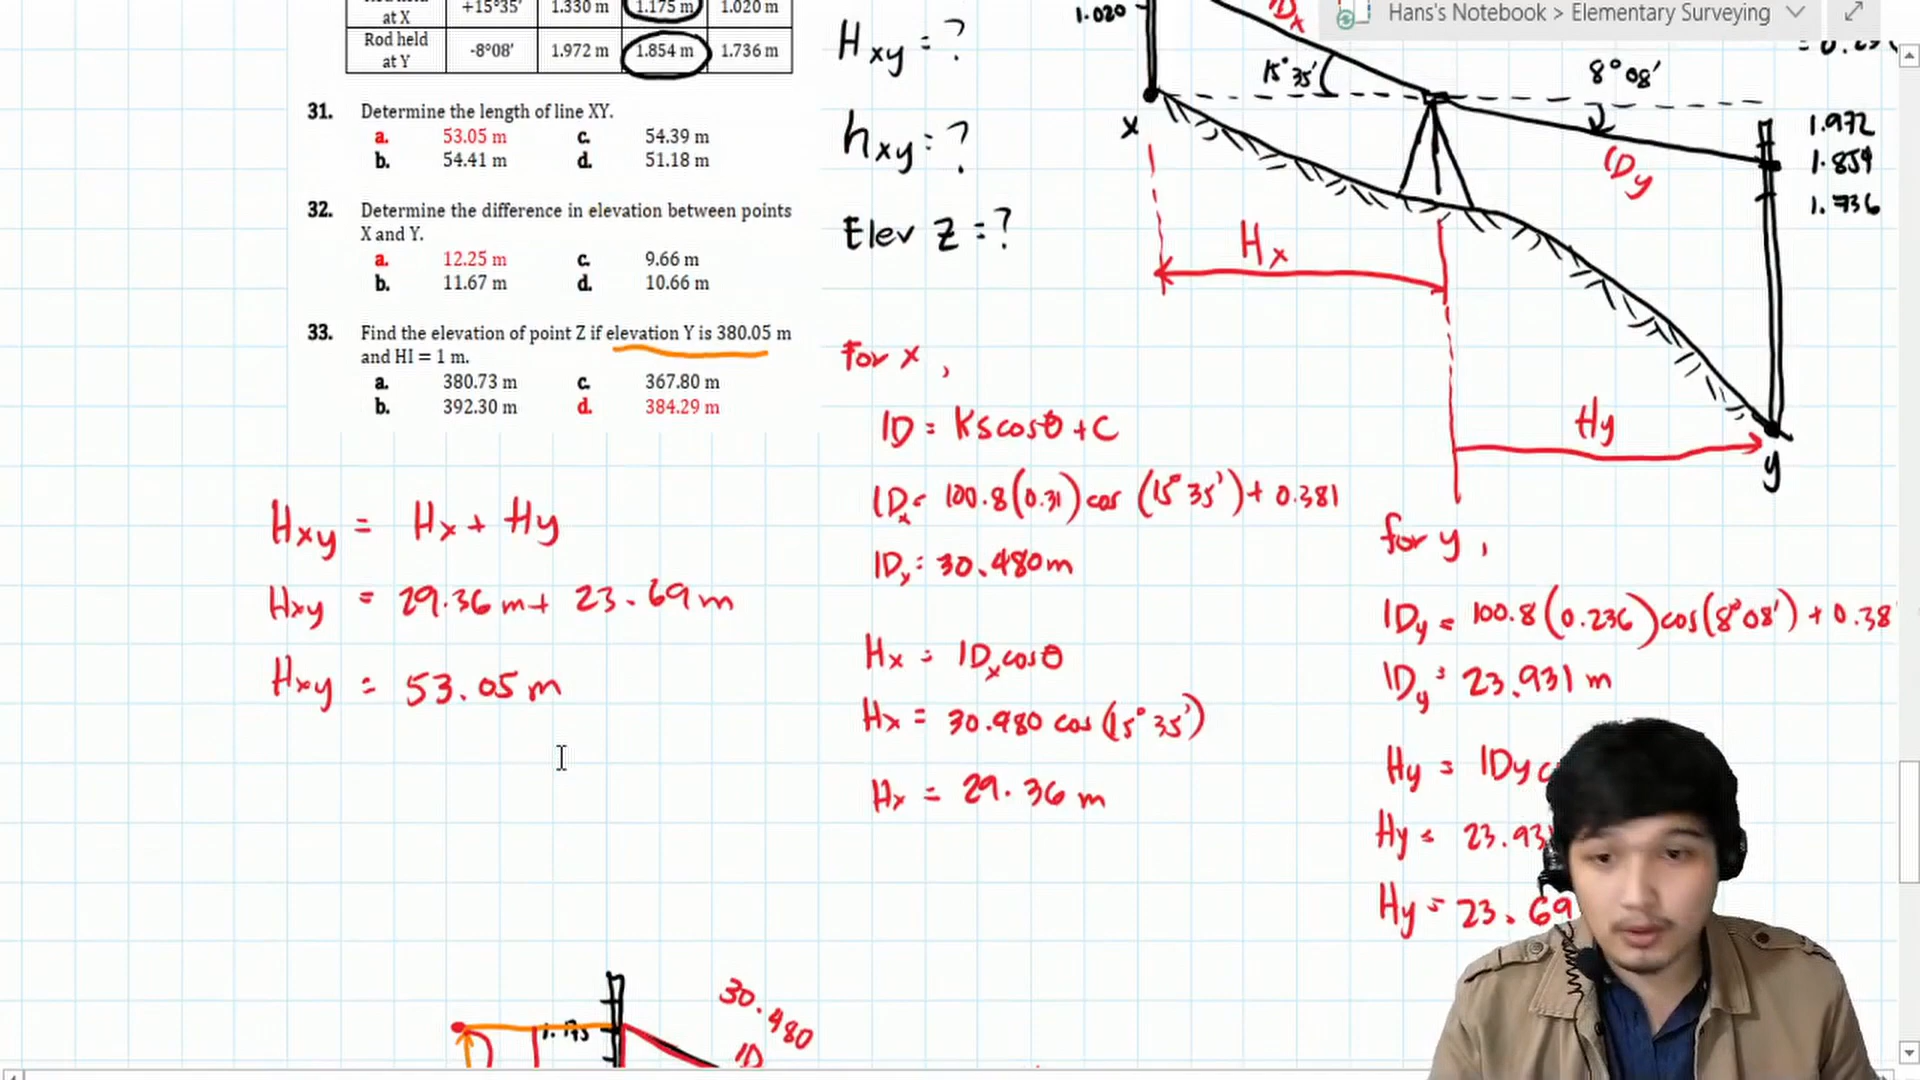 Hans's Notebook > Elementary Surveying
at X +15°35' 1.330 m 1.175 m 1.020 m
Rod held at Y -8°08' 1.972 m 1.854 m 1.736 m
31. Determine the length of line XY.
a. 53.05 m c. 54.39 m
b. 54.41 m d. 51.18 m
32. Determine the difference in elevation between points
X and Y.
a. 12.25 m c. 9.66 m
b. 11.67 m d. 10.66 m
33. Find the elevation of point Z if elevation Y is 380.05 m
and HI = 1 m.
a. 380.73 m c. 367.80 m
b. 392.30 m d. 384.29 m
Hxy = ?
hxy = ?
Elev Z = ?
1.020
IDx
15° 35'
8° 08'
x
1.972
1.854
1.736
IDy
Hx
Hy
y
Hxy = Hx + Hy
Hxy = 29.36 m + 23.69 m
Hxy = 53.05 m
For x,
ID = KScosθ + C
IDx = 100.8(0.31) cos (15° 35') + 0.381
IDx = 30.480 m
Hx = IDx cosθ
Hx = 30.480 cos (15° 35')
Hx = 29.36 m
for y,
IDy = 100.8(0.236) cos(8° 08') + 0.38
IDy = 23.931 m
Hy = IDy c
Hy = 23.93
Hy = 23.69
1.175
30.480
ID